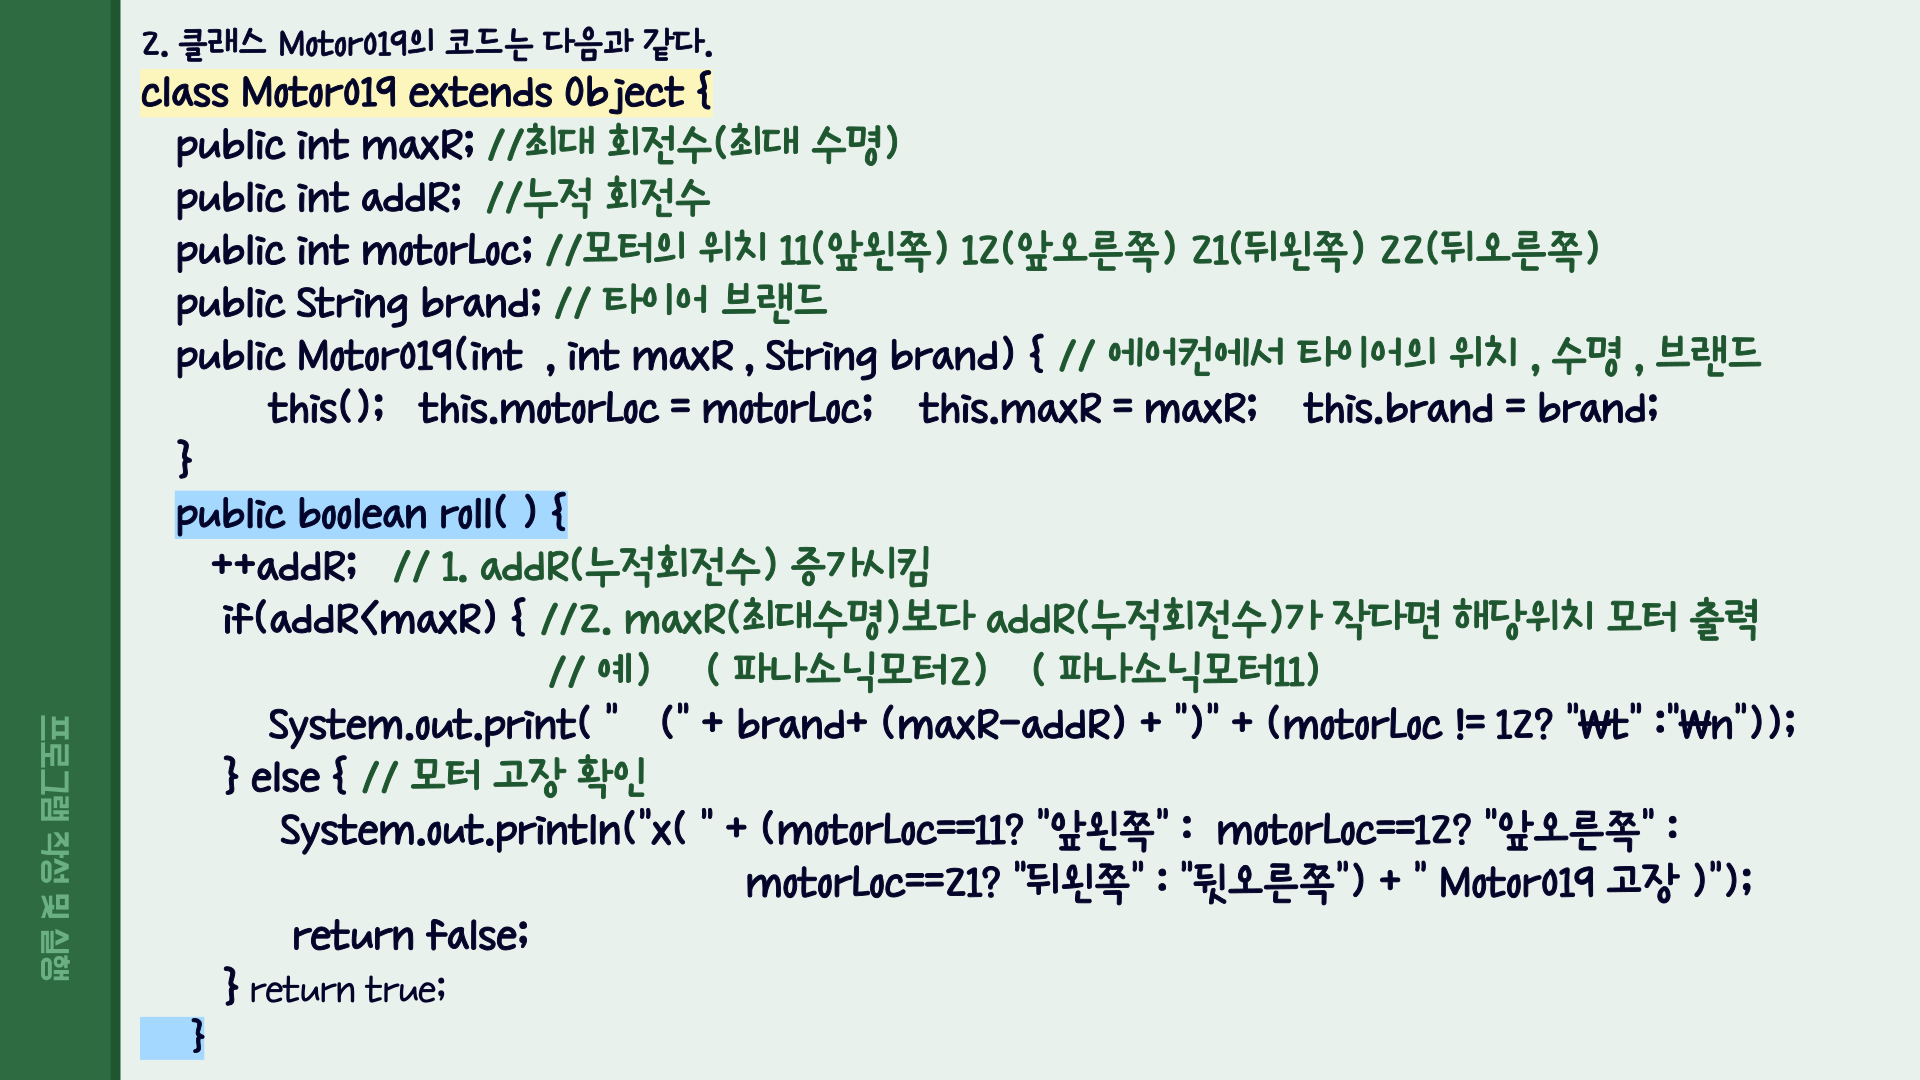 2. 클래스 Motor019의 코드는 다음과 같다.
class Motor019 extends Object {
public int maxR; //최대 회전수(최대 수명)
public int addR; //누적 회전수
public int motorLoc; //모터의 위치 11(앞왼쪽) 12(앞오른쪽) 21(뒤왼쪽) 22(뒤오른쪽)
public String brand; // 타이어 브랜드
public Motor019(int , int maxR , String brand) { // 에어컨에서 타이어의 위치 , 수명 , 브랜드
this(); this.motorLoc = motorLoc; this.maxR = maxR; this.brand = brand;
}
public boolean roll( ) {
++addR; // 1. addR(누적회전수) 증가시킴
if(addR<maxR) { //2. maxR(최대수명)보다 addR(누적회전수)가 작다면 해당위치 모터 출력
// 예) ( 파나소닉모터2) ( 파나소닉모터11)
System.out.print( " (" + brand+ (maxR-addR) + ")" + (motorLoc != 12? "₩t" :"₩n"));
} else { // 모터 고장 확인
System.out.println("x( " + (motorLoc==11? "앞왼쪽" : motorLoc==12? "앞오른쪽" :
motorLoc==21? "뒤왼쪽" : "뒷오른쪽") + " Motor019 고장 )");
return false;
} return true;
}
프로그램 작성 및 실행